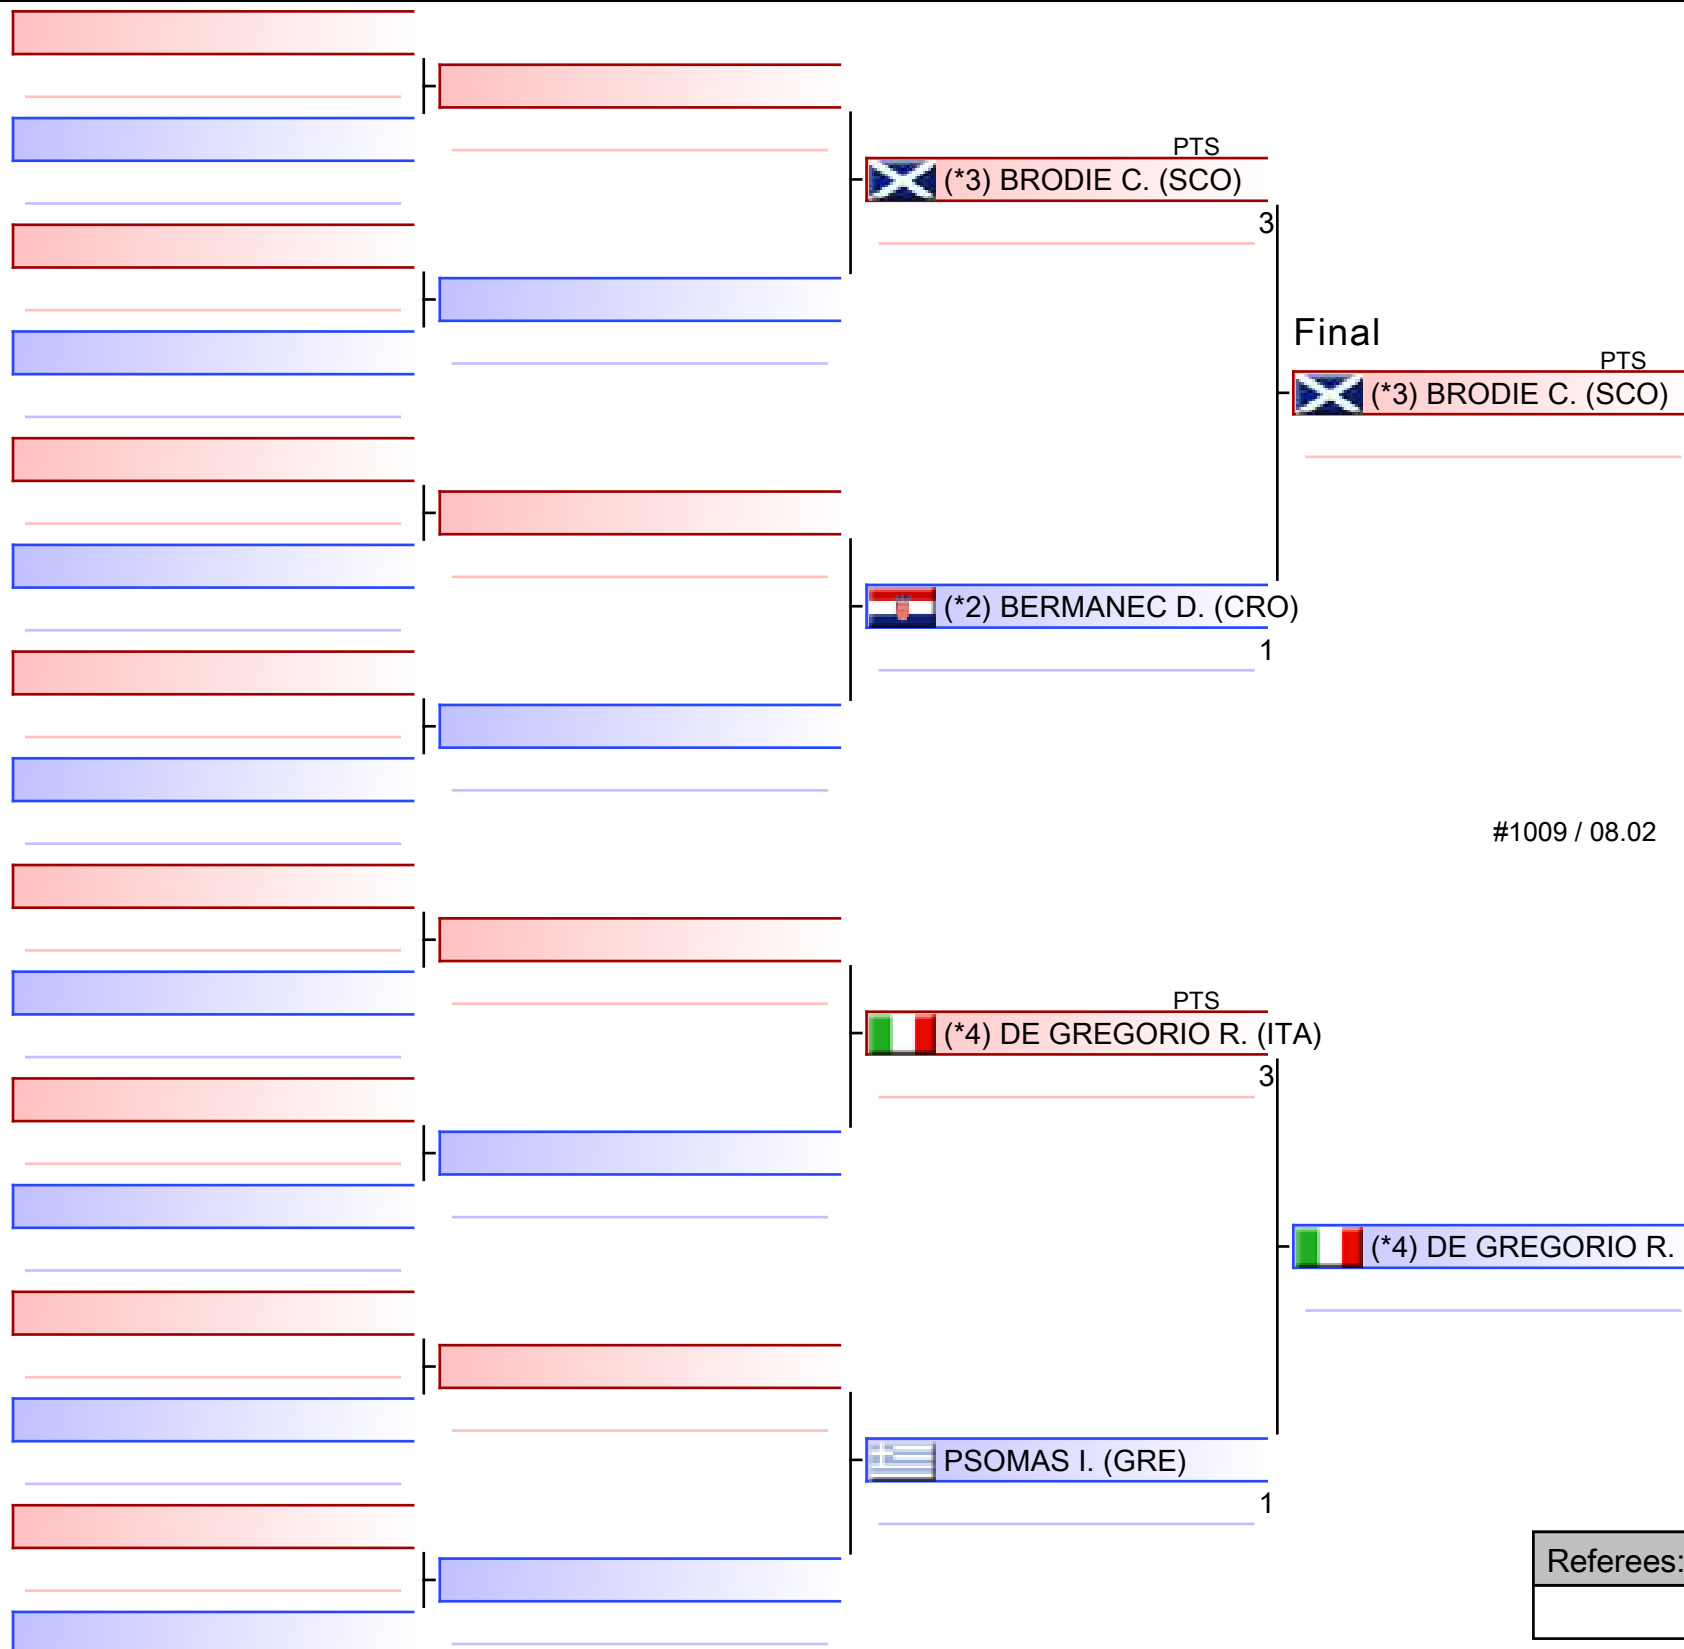 PTS
(*3) BRODIE C. (SCO)
3
Final
PTS
(*3) BRODIE C. (SCO)
(*2) BERMANEC D. (CRO)
1
#1009 / 08.02
PTS
(*4) DE GREGORIO R. (ITA)
3
(*4) DE GREGORIO R.
PSOMAS I. (GRE)
1
Referees: